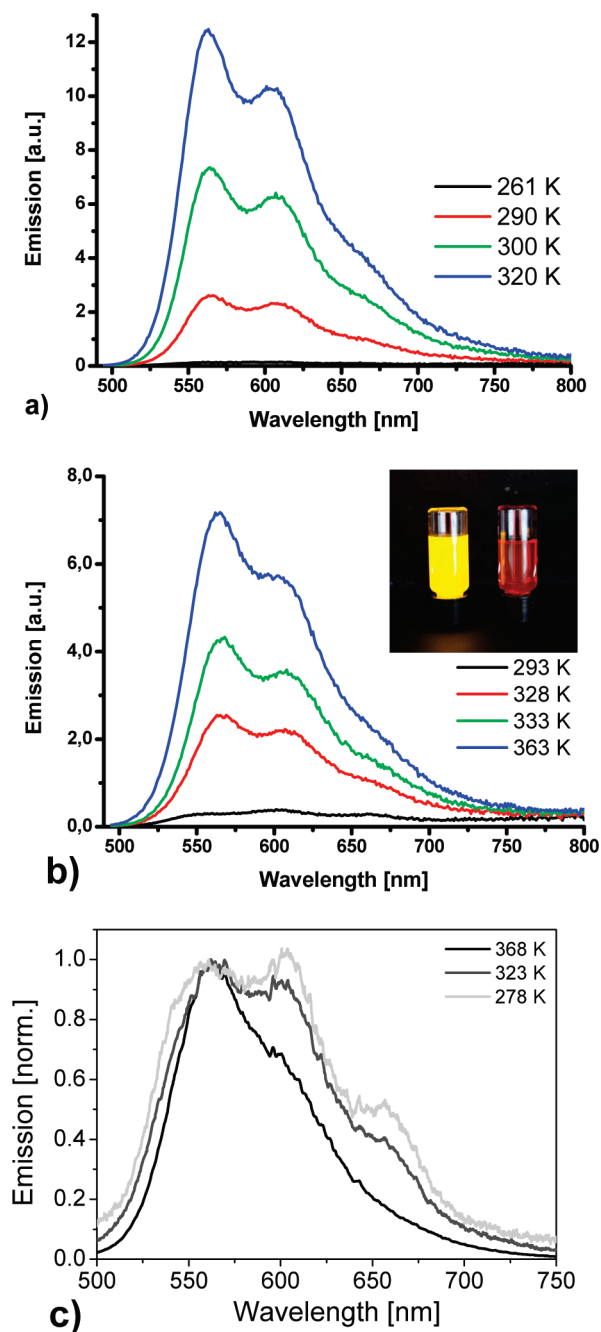 12
10
8
6
4
2
0
Emission [a.u.]
261 K
290 K
300 K
320 K
500 550 600 650 700 750 800
Wavelength [nm]
a)
8,0
6,0
4,0
2,0
0,0
Emission [a.u.]
293 K
328 K
333 K
363 K
500 550 600 650 700 750 800
Wavelength [nm]
b)
1.0
0.8
0.6
0.4
0.2
0.0
Emission [norm.]
368 K
323 K
278 K
500 550 600 650 700 750
Wavelength [nm]
c)